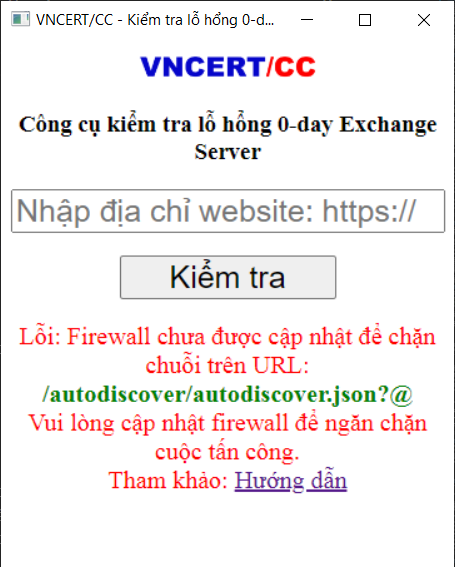 VNCERT/CC - Kiểm tra lỗ hổng 0-d...
VNCERT/CC
Công cụ kiểm tra lỗ hổng 0-day Exchange
Server
Nhập địa chỉ website: https://
Kiểm tra
Lỗi: Firewall chưa được cập nhật để chặn
chuỗi trên URL:
/autodiscover/autodiscover.json?@
Vui lòng cập nhật firewall để ngăn chặn
cuộc tấn công.
Tham khảo: Hướng dẫn